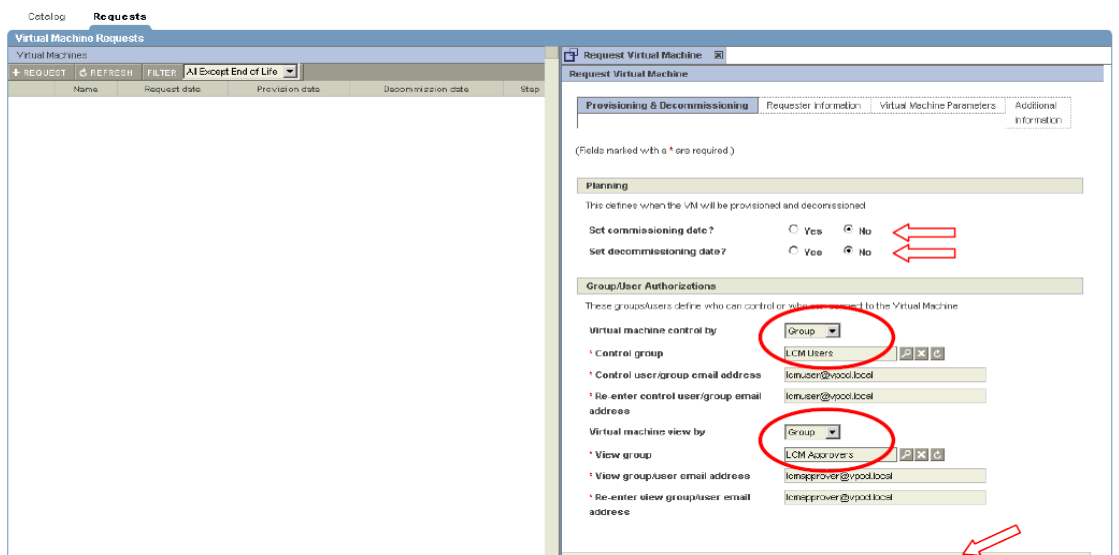 Catalog Requests
Virtual Machine Requests
Virtual Machines
+ REQUEST REFRESH FILTER All Except End of Life
Name Request date Provision date Decommission date Step
Request Virtual Machine
Request Virtual Machine
Provisioning & Decommissioning Requester Information Virtual Machine Parameters Additional
Information
(Fields marked with a * are required.)
Planning
This defines when the VM will be provisioned and decomissioned
Set commissioning date? Yes No
Set decommissioning date? Yes No
Group/User Authorizations
These groups/users define who can control or who can connect to the Virtual Machine
Virtual machine control by Group
* Control group LCM Users
* Control user/group email address lcmuser@vpod.local
* Re-enter control user/group email lcmuser@vpod.local
address
Virtual machine view by Group
* View group LCM Approvers
* View group/user email address lcmapprover@vpod.local
* Re-enter view group/user email lcmapprover@vpod.local
address